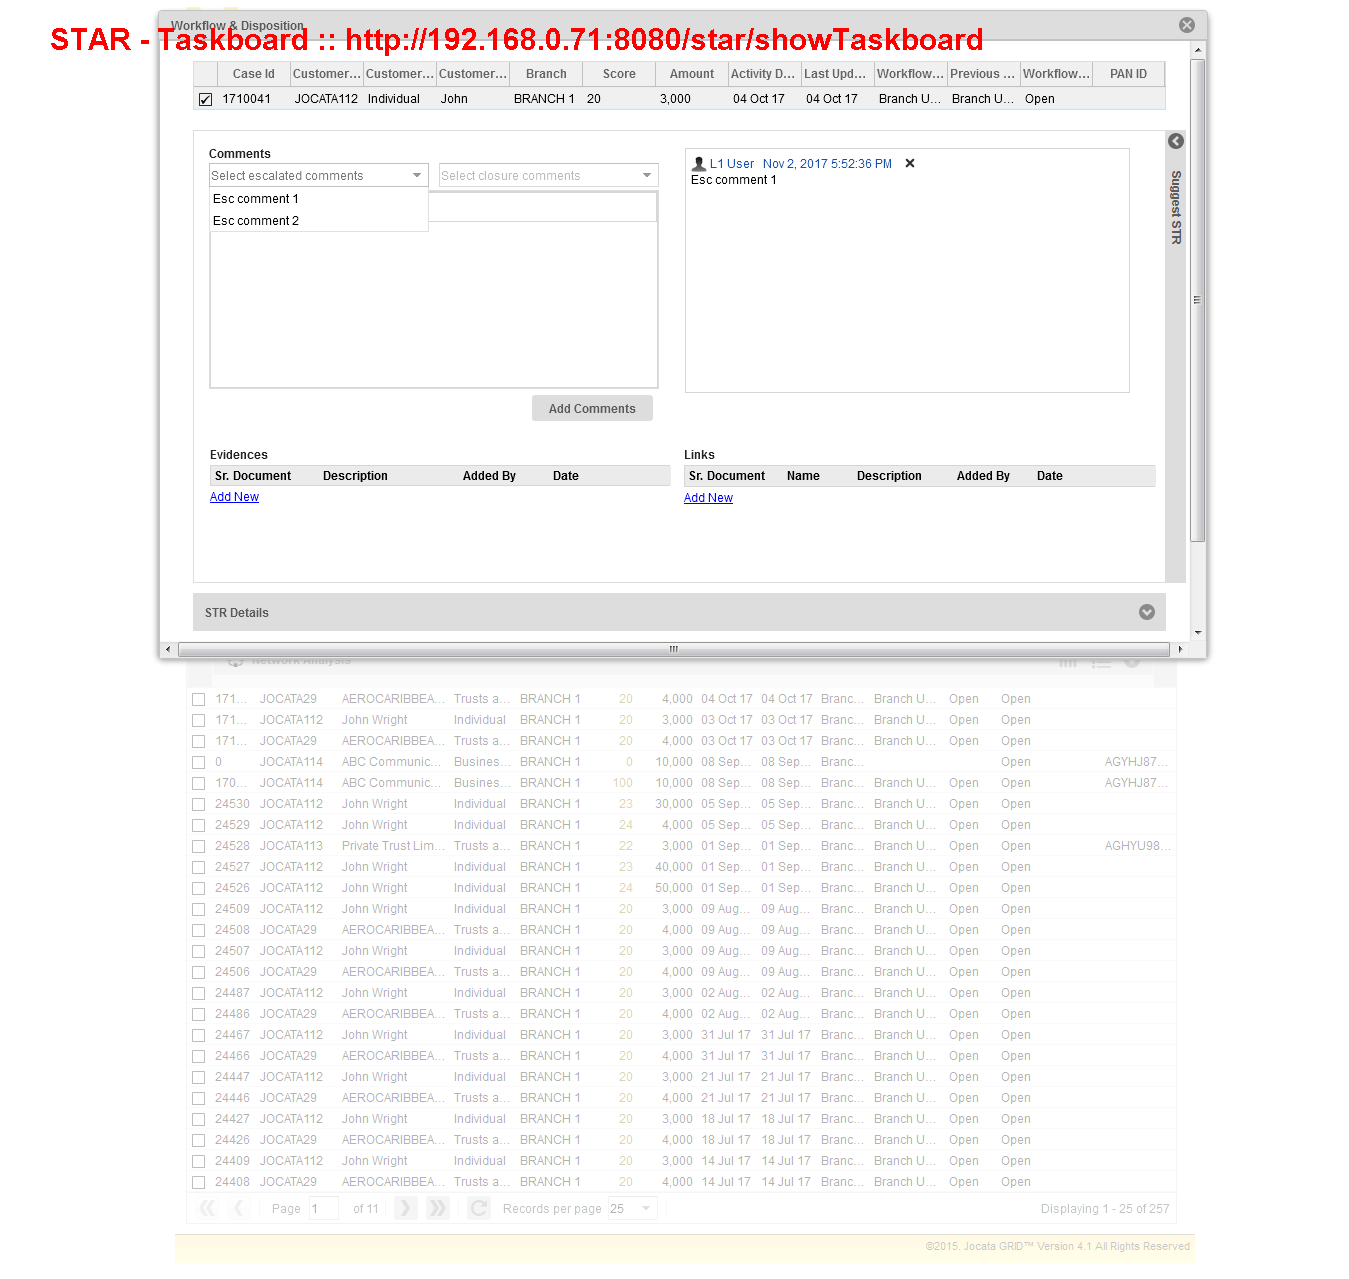 Workflow & Disposition
STAR - Taskboard :: http://192.168.0.71:8080/star/showTaskboard
Case Id Customer... Customer... Customer... Branch Score Amount Activity D... Last Upd... Workflow... Previous ... Workflow... PAN ID
1710041 JOCATA112 Individual John BRANCH 1 20 3,000 04 Oct 17 04 Oct 17 Branch U... Branch U... Open
Comments
Select escalated comments Select closure comments
Esc comment 1
Esc comment 2
L1 User Nov 2, 2017 5:52:36 PM
Esc comment 1
Suggest STR
Add Comments
Evidences
Sr. Document Description Added By Date
Add New
Links
Sr. Document Name Description Added By Date
Add New
STR Details
Network Analysis
171... JOCATA29 AEROCARIBBEA... Trusts a... BRANCH 1 20 4,000 04 Oct 17 04 Oct 17 Branc... Branch U... Open Open
171... JOCATA112 John Wright Individual BRANCH 1 20 3,000 03 Oct 17 03 Oct 17 Branc... Branch U... Open Open
171... JOCATA29 AEROCARIBBEA... Trusts a... BRANCH 1 20 4,000 03 Oct 17 03 Oct 17 Branc... Branch U... Open Open
0 JOCATA114 ABC Communic... Busines... BRANCH 1 0 10,000 08 Sep... 08 Sep... Branc... Open AGYHJ87...
170... JOCATA114 ABC Communic... Busines... BRANCH 1 100 10,000 08 Sep... 08 Sep... Branc... Branch U... Open Open AGYHJ87...
24530 JOCATA112 John Wright Individual BRANCH 1 23 30,000 05 Sep... 05 Sep... Branc... Branch U... Open Open
24529 JOCATA112 John Wright Individual BRANCH 1 24 4,000 05 Sep... 05 Sep... Branc... Branch U... Open Open
24528 JOCATA113 Private Trust Lim... Trusts a... BRANCH 1 22 3,000 01 Sep... 01 Sep... Branc... Branch U... Open Open AGHYU98...
24527 JOCATA112 John Wright Individual BRANCH 1 23 40,000 01 Sep... 01 Sep... Branc... Branch U... Open Open
24526 JOCATA112 John Wright Individual BRANCH 1 24 50,000 01 Sep... 01 Sep... Branc... Branch U... Open Open
24509 JOCATA112 John Wright Individual BRANCH 1 20 3,000 09 Aug... 09 Aug... Branc... Branch U... Open Open
24508 JOCATA29 AEROCARIBBEA... Trusts a... BRANCH 1 20 4,000 09 Aug... 09 Aug... Branc... Branch U... Open Open
24507 JOCATA112 John Wright Individual BRANCH 1 20 3,000 09 Aug... 09 Aug... Branc... Branch U... Open Open
24506 JOCATA29 AEROCARIBBEA... Trusts a... BRANCH 1 20 4,000 09 Aug... 09 Aug... Branc... Branch U... Open Open
24487 JOCATA112 John Wright Individual BRANCH 1 20 3,000 02 Aug... 02 Aug... Branc... Branch U... Open Open
24486 JOCATA29 AEROCARIBBEA... Trusts a... BRANCH 1 20 4,000 02 Aug... 02 Aug... Branc... Branch U... Open Open
24467 JOCATA112 John Wright Individual BRANCH 1 20 3,000 31 Jul 17 31 Jul 17 Branc... Branch U... Open Open
24466 JOCATA29 AEROCARIBBEA... Trusts a... BRANCH 1 20 4,000 31 Jul 17 31 Jul 17 Branc... Branch U... Open Open
24447 JOCATA112 John Wright Individual BRANCH 1 20 3,000 21 Jul 17 21 Jul 17 Branc... Branch U... Open Open
24446 JOCATA29 AEROCARIBBEA... Trusts a... BRANCH 1 20 4,000 21 Jul 17 21 Jul 17 Branc... Branch U... Open Open
24427 JOCATA112 John Wright Individual BRANCH 1 20 3,000 18 Jul 17 18 Jul 17 Branc... Branch U... Open Open
24426 JOCATA29 AEROCARIBBEA... Trusts a... BRANCH 1 20 4,000 18 Jul 17 18 Jul 17 Branc... Branch U... Open Open
24409 JOCATA112 John Wright Individual BRANCH 1 20 3,000 14 Jul 17 14 Jul 17 Branc... Branch U... Open Open
24408 JOCATA29 AEROCARIBBEA... Trusts a... BRANCH 1 20 4,000 14 Jul 17 14 Jul 17 Branc... Branch U... Open Open
Page 1 of 11 Records per page 25 Displaying 1 - 25 of 257
©2015. Jocata GRID™ Version 4.1 All Rights Reserved